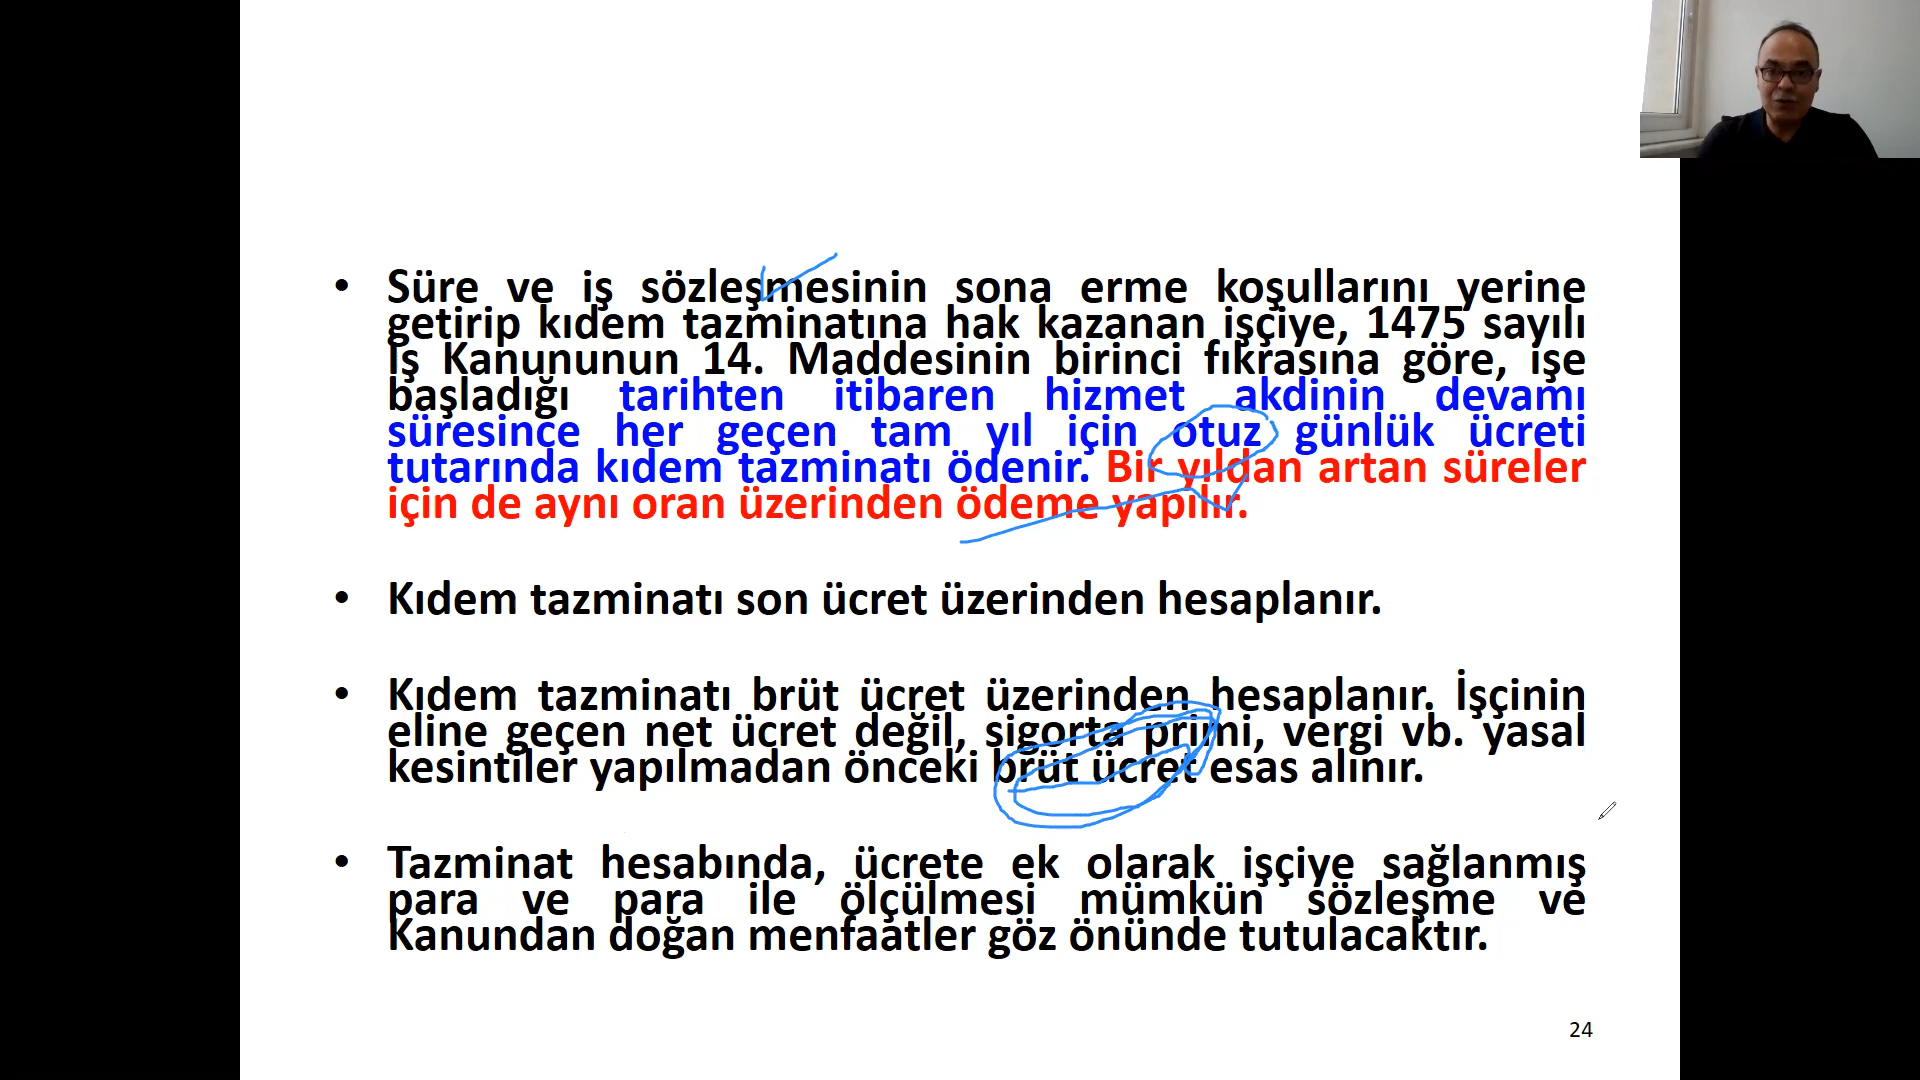 • Süre ve iş sözleşmesinin sona erme koşullarını yerine
getirip kıdem tazminatına hak kazanan işçiye, 1475 sayılı
İş Kanununun 14. Maddesinin birinci fıkrasına göre, işe
başladığı tarihten itibaren hizmet akdinin devamı
süresince her geçen tam yıl için otuz günlük ücreti
tutarında kıdem tazminatı ödenir. Bir yıldan artan süreler
için de aynı oran üzerinden ödeme yapılır.
• Kıdem tazminatı son ücret üzerinden hesaplanır.
• Kıdem tazminatı brüt ücret üzerinden hesaplanır. İşçinin
eline geçen net ücret değil, sigorta primi, vergi vb. yasal
kesintiler yapılmadan önceki brüt ücret esas alınır.
• Tazminat hesabında, ücrete ek olarak işçiye sağlanmış
para ve para ile ölçülmesi mümkün sözleşme ve
Kanundan doğan menfaatler göz önünde tutulacaktır.
24